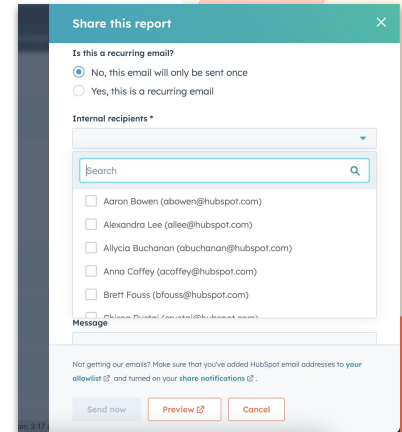 Share this report
Is this a recurring email?
No, this email will only be sent once
Yes, this is a recurring email
Internal recipients *
Search
Aaron Bowen (abowen@hubspot.com)
Alexandra Lee (allee@hubspot.com)
Allycia Buchanan (abuchanan@hubspot.com)
Anna Coffey (acoffey@hubspot.com)
Brett Fouss (bfouss@hubspot.com)
Message
Not getting our emails? Make sure that you've added HubSpot email addresses to your
allowlist and turned on your share notifications .
Send now
Preview
Cancel
3:17